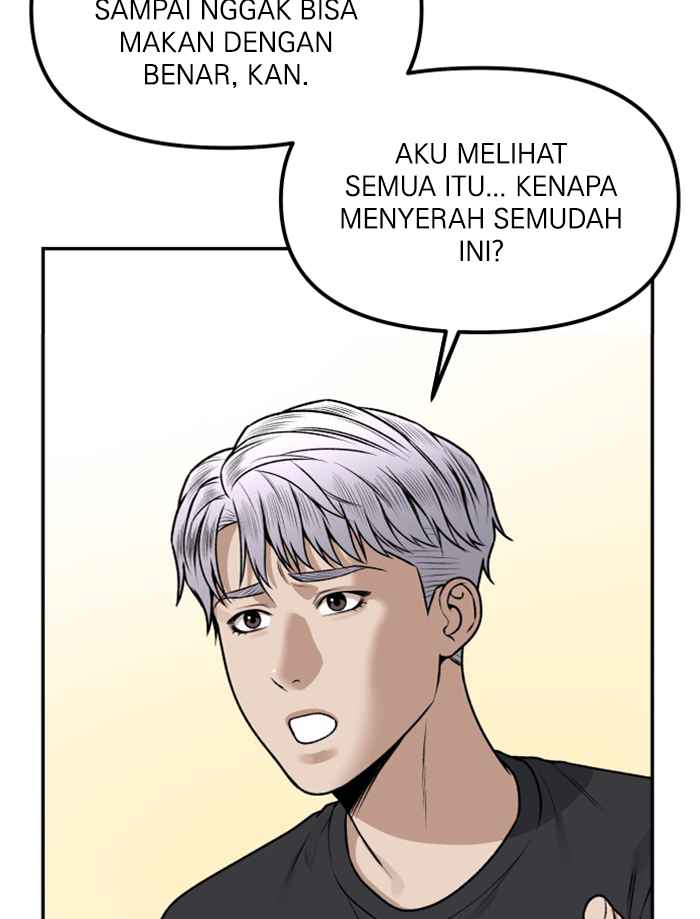 SAMPAI NGGAK BISA
MAKAN DENGAN
BENAR, KAN.
AKU MELIHAT
SEMUA ITU... KENAPA
MENYERAH SEMUDAH
INI?